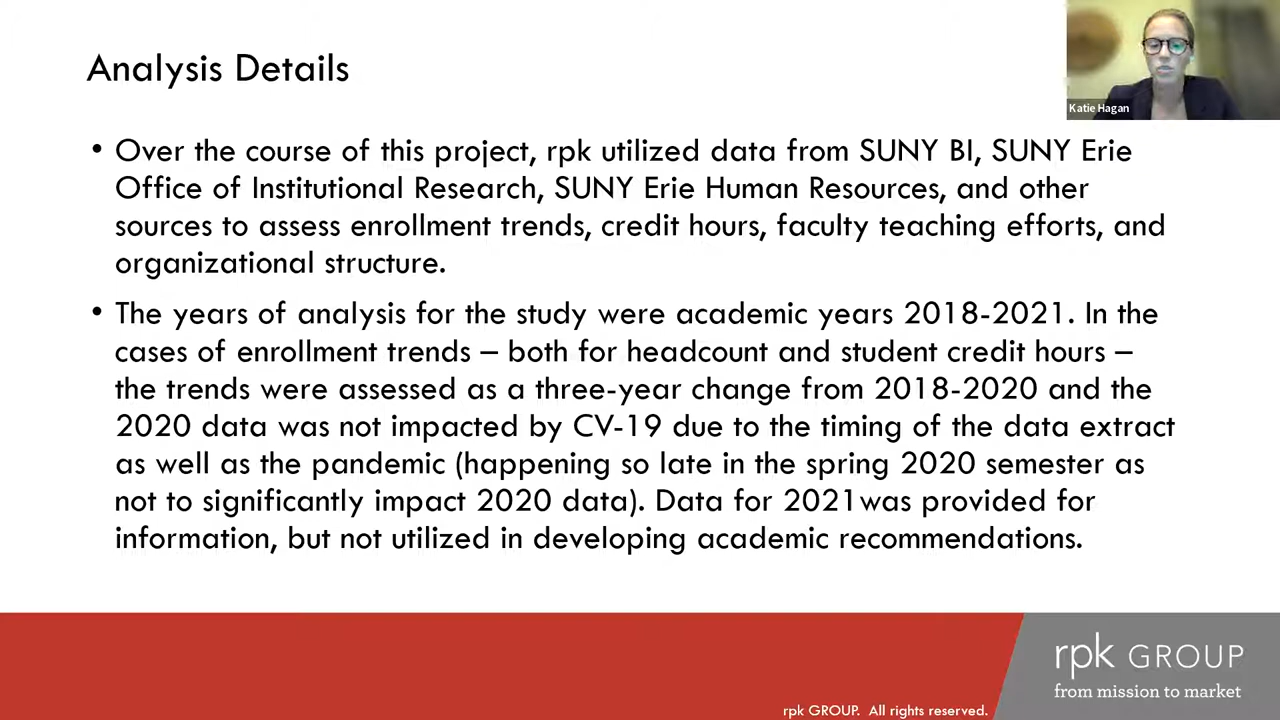 Analysis Details
Katie Hagan
• Over the course of this project, rpk utilized data from SUNY BI, SUNY Erie
Office of Institutional Research, SUNY Erie Human Resources, and other
sources to assess enrollment trends, credit hours, faculty teaching efforts, and
organizational structure.
• The years of analysis for the study were academic years 2018-2021. In the
cases of enrollment trends – both for headcount and student credit hours –
the trends were assessed as a three-year change from 2018-2020 and the
2020 data was not impacted by CV-19 due to the timing of the data extract
as well as the pandemic (happening so late in the spring 2020 semester as
not to significantly impact 2020 data). Data for 2021was provided for
information, but not utilized in developing academic recommendations.
rpk GROUP
from mission to market
rpk GROUP. All rights reserved.